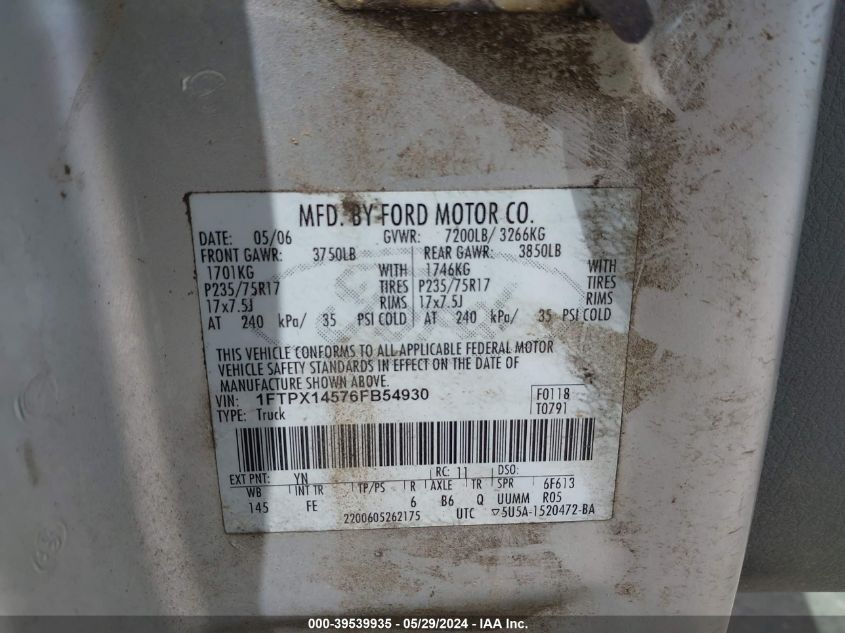 MFD. BY FORD MOTOR CO.
DATE: 05/06 GVWR: 7200LB/ 3266KG
FRONT GAWR: 3750LB REAR GAWR: 3850LB
1701KG WITH 1746KG WITH
P235/75R17 TIRES P235/75R17 TIRES
17x7.5J RIMS 17x7.5J RIMS
AT 240 kPa/ 35 PSI COLD AT 240 kPa/ 35 PSI COLD
THIS VEHICLE CONFORMS TO ALL APPLICABLE FEDERAL MOTOR
VEHICLE SAFETY STANDARDS IN EFFECT ON THE DATE OF
MANUFACTURE SHOWN ABOVE.
VIN: 1FTPX14576FB54930 F0118
TYPE: Truck T0791
EXT PNT: YN RC: 11 DSO:
WB INT TR TP/PS R AXLE TR SPR 6F613
145 FE 6 B6 Q UUMM R05
2200605262175 UTC ▽5U5A-1520472-BA
000-39539935 - 05/29/2024 - IAA Inc.